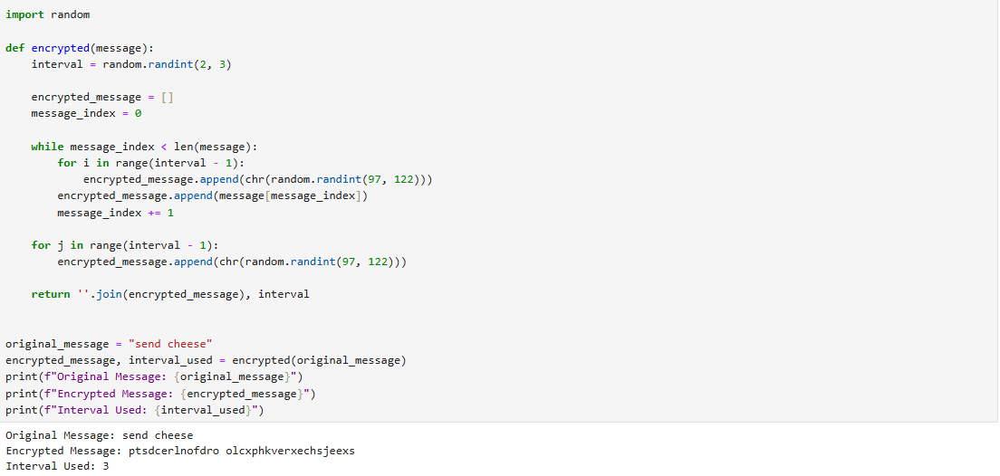 import random
def encrypted(message):
    interval = random.randint(2, 3)
    encrypted_message = []
    message_index = 0
    while message_index < len(message):
        for i in range(interval - 1):
            encrypted_message.append(chr(random.randint(97, 122)))
        encrypted_message.append(message[message_index])
        message_index += 1
    for j in range(interval - 1):
        encrypted_message.append(chr(random.randint(97, 122)))
    return ''.join(encrypted_message), interval
original_message = "send cheese"
encrypted_message, interval_used = encrypted(original_message)
print(f"Original Message: {original_message}")
print(f"Encrypted Message: {encrypted_message}")
print(f"Interval Used: {interval_used}")
Original Message: send cheese
Encrypted Message: ptsdcerlnofdro olcxphkverxechsjeexs
Interval Used: 3